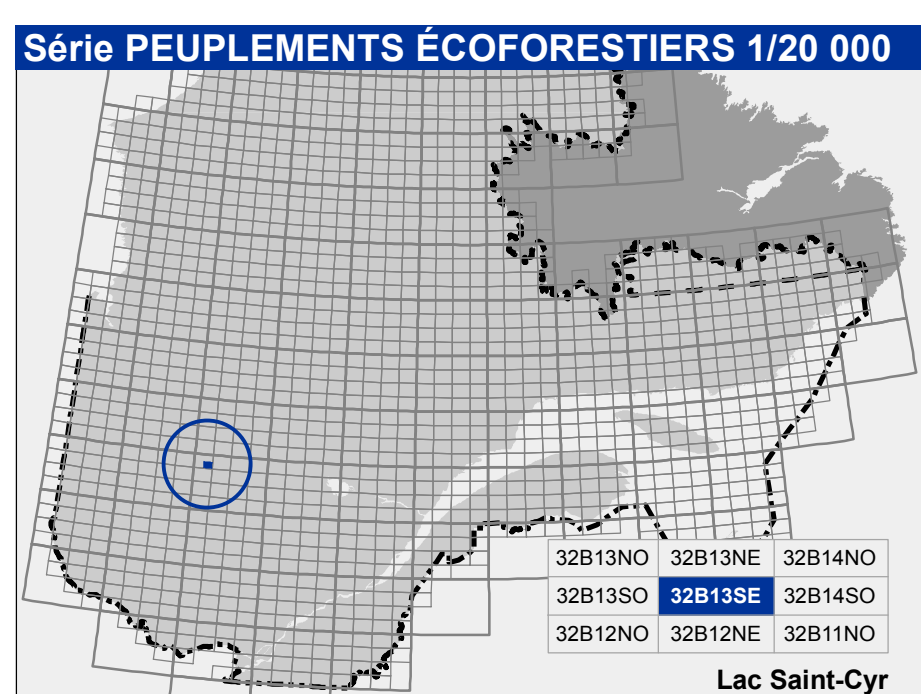 Série PEUPLEMENTS ÉCOFORESTIERS 1/20 000
32B13NO 32B13NE 32B14NO
32B13SO 32B13SE 32B14SO
32B12NO 32B12NE 32B11NO
Lac Saint-Cyr